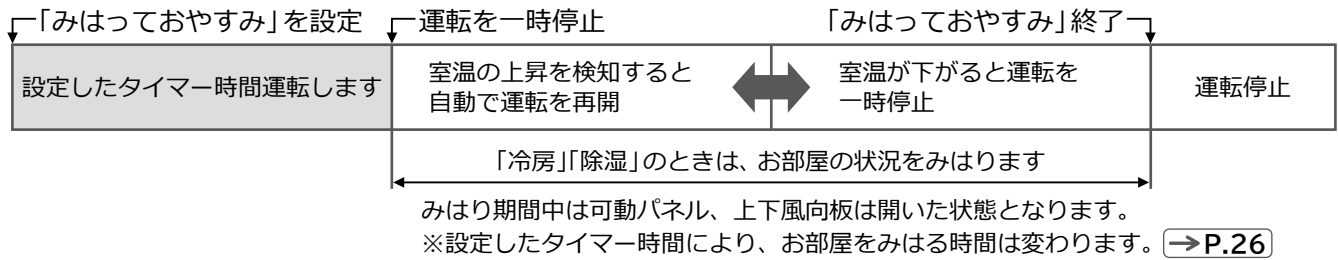 「みはっておやすみ」を設定
運転を一時停止
「みはっておやすみ」終了
設定したタイマー時間運転します
室温の上昇を検知すると
自動で運転を再開
室温が下がると運転を
一時停止
運転停止
「冷房」「除湿」のときは、お部屋の状況をみはります
みはり期間中は可動パネル、上下風向板は開いた状態となります。
※設定したタイマー時間により、お部屋をみはる時間は変わります。→P.26